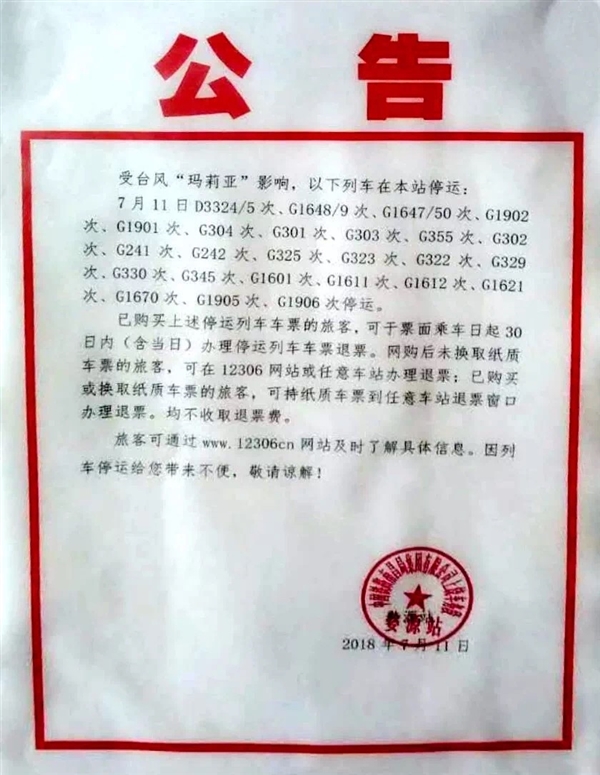 公告
受台风“玛莉亚”影响，以下列车在本站停运：
7月11日D3324/5次、G1648/9次、G1647/50次、G1902
次、G1901次、G304次、G301次、G303次、G355次、G302
次、G241次、G242次、G325次、G323次、G322次、G329
次、G330次、G345次、G1601次、G1611次、G1612次、G1621
次、G1670次、G1905次、G1906次停运。
已购买上述停运列车车票的旅客，可于票面乘车日起30
日内（含当日）办理停运列车车票退票。网购后未换取纸质
车票的旅客，可在12306网站或任意车站办理退票；已购买
或换取纸质车票的旅客，可持纸质车票到任意车站退票窗口
办理退票。均不收取退票费。
旅客可通过www.12306cn网站及时了解具体信息。因列
车停运给您带来不便，敬请谅解！
婺源站
2018年7月11日